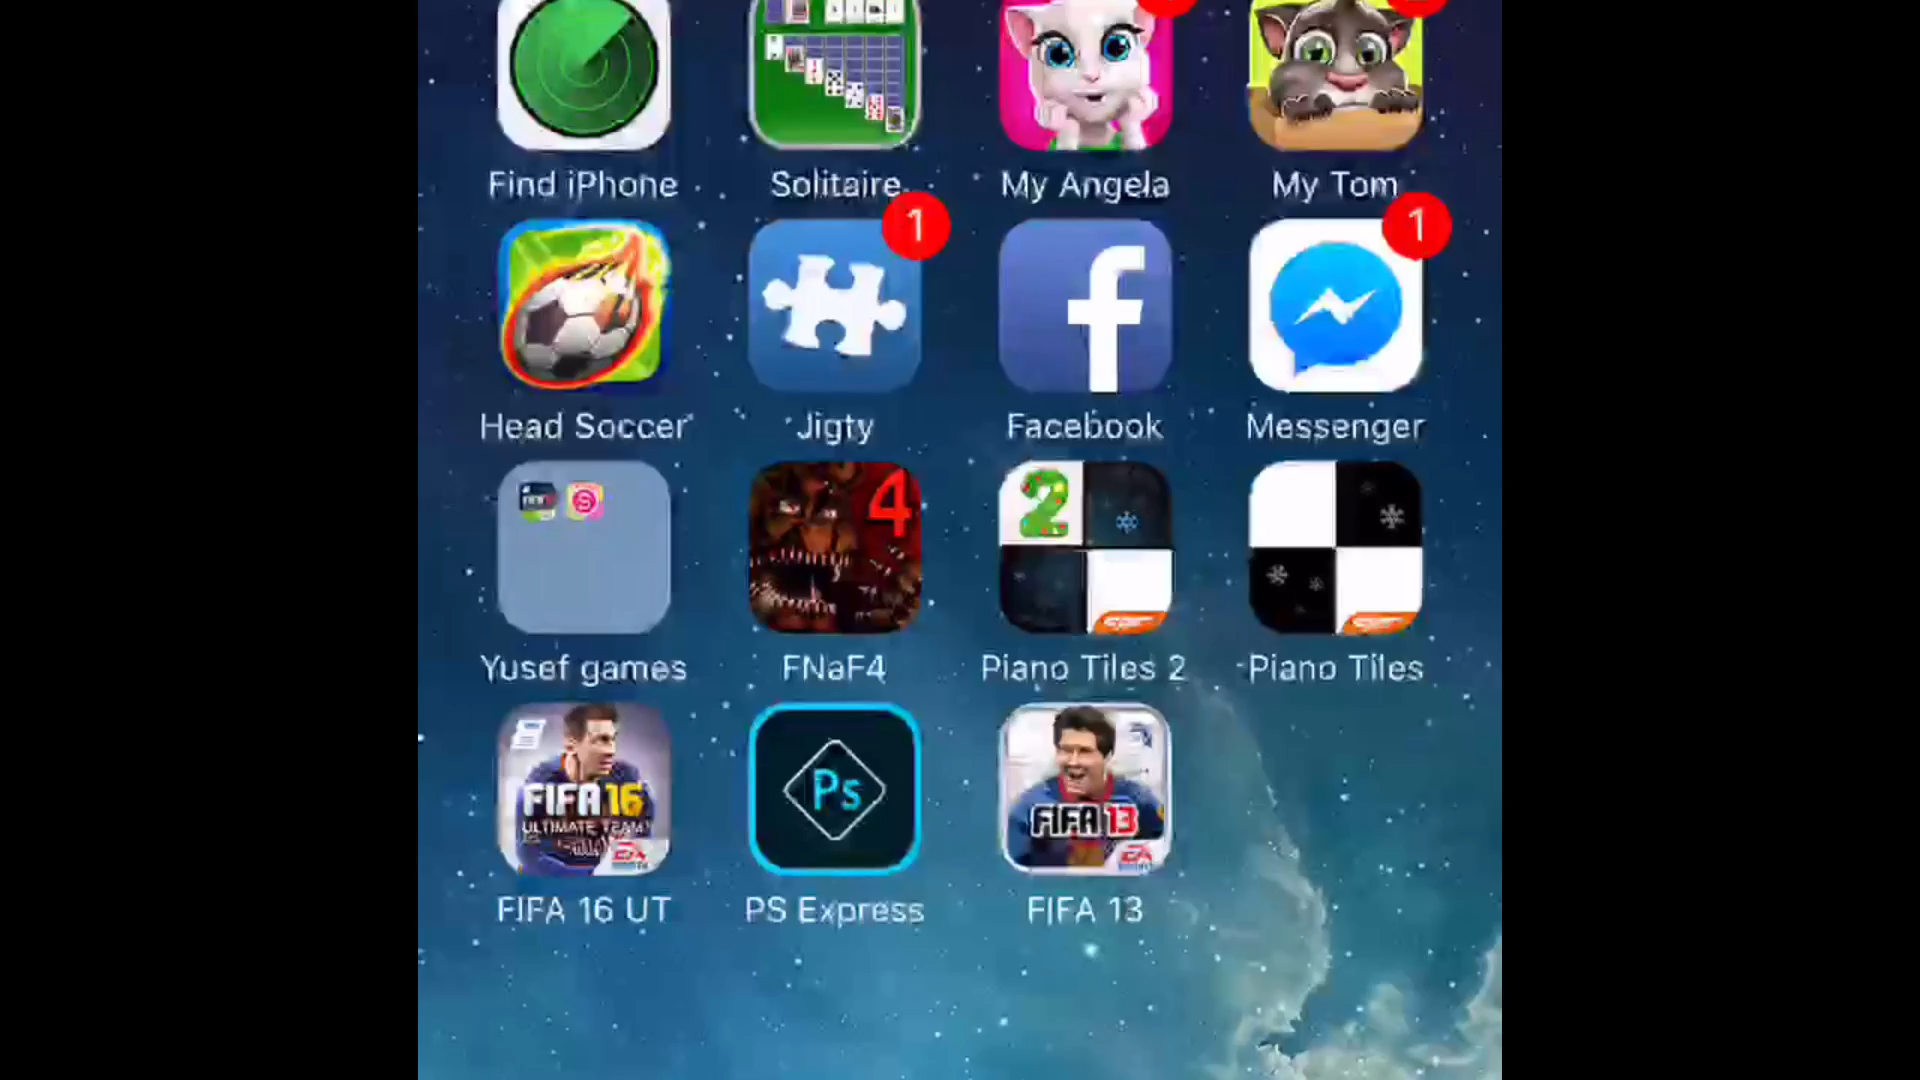 Find iPhone
Solitaire
My Angela
My Tom
1
1
Head Soccer
Jigty
Facebook
Messenger
4
2
Yusef games
FNaF4
Piano Tiles 2
Piano Tiles
FIFA 16
ULTIMATE TEAM
EA
Ps
FIFA 13
EA
FIFA 16 UT
PS Express
FIFA 13